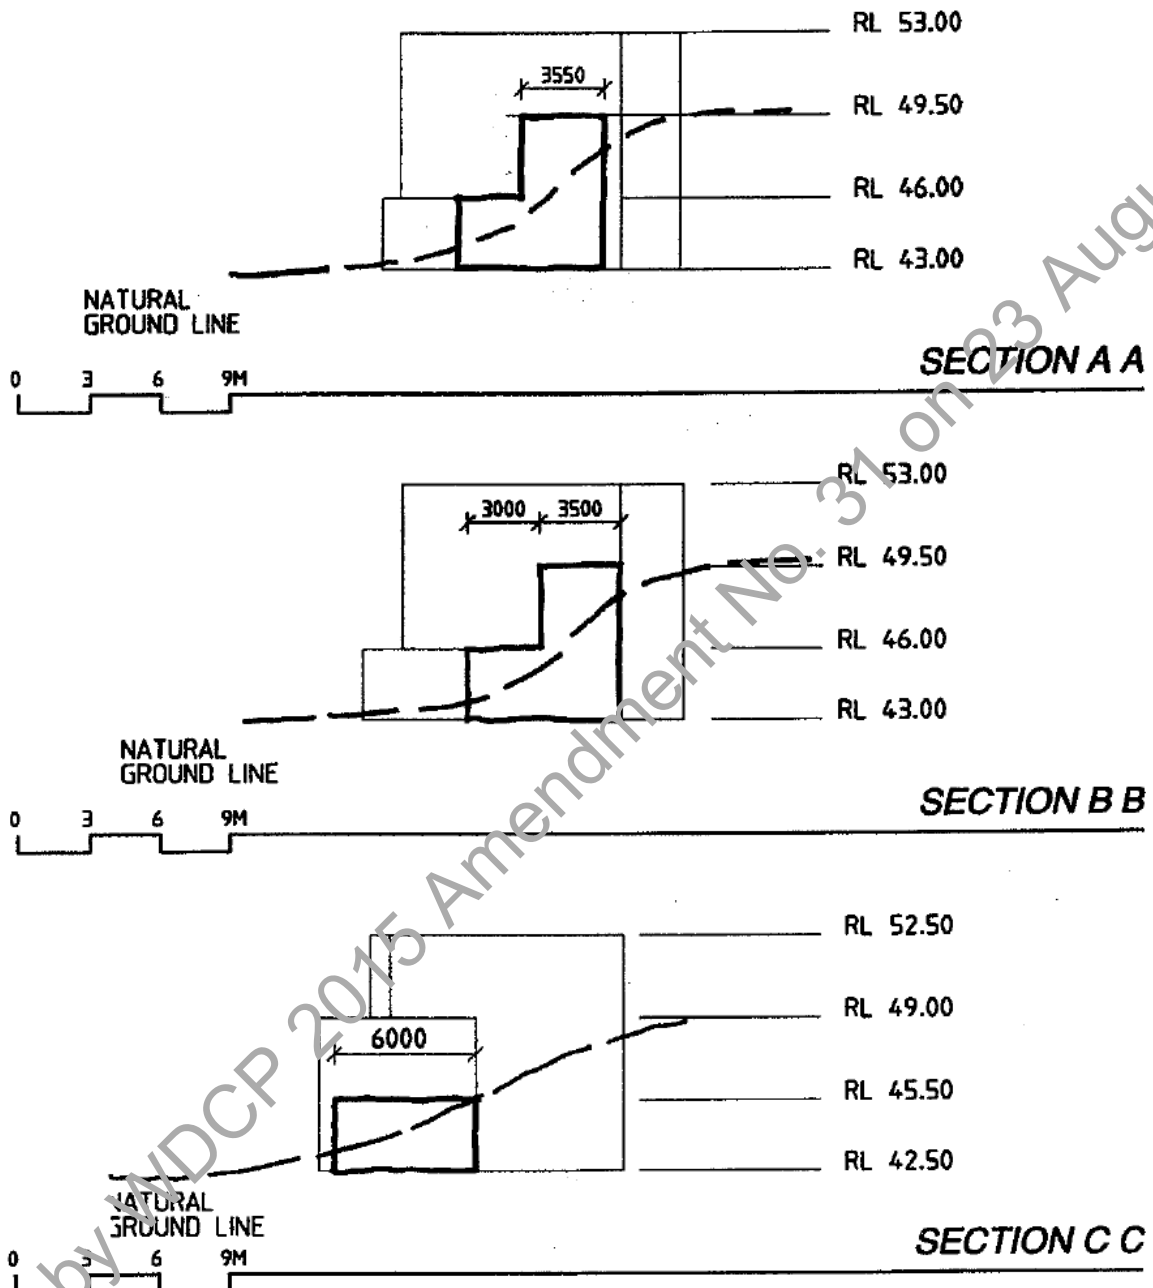 RL 53.00
3550
RL 49.50
RL 46.00
RL 43.00
NATURAL
GROUND LINE
SECTION A A
0 3 6 9M
RL 53.00
3000 3500
RL 49.50
RL 46.00
RL 43.00
NATURAL
GROUND LINE
SECTION B B
0 3 6 9M
RL 52.50
RL 49.00
6000
RL 45.50
RL 42.50
NATURAL
GROUND LINE
SECTION C C
0 3 6 9M
by WDCP 2015 Amendment No. 31 on 23 Augu